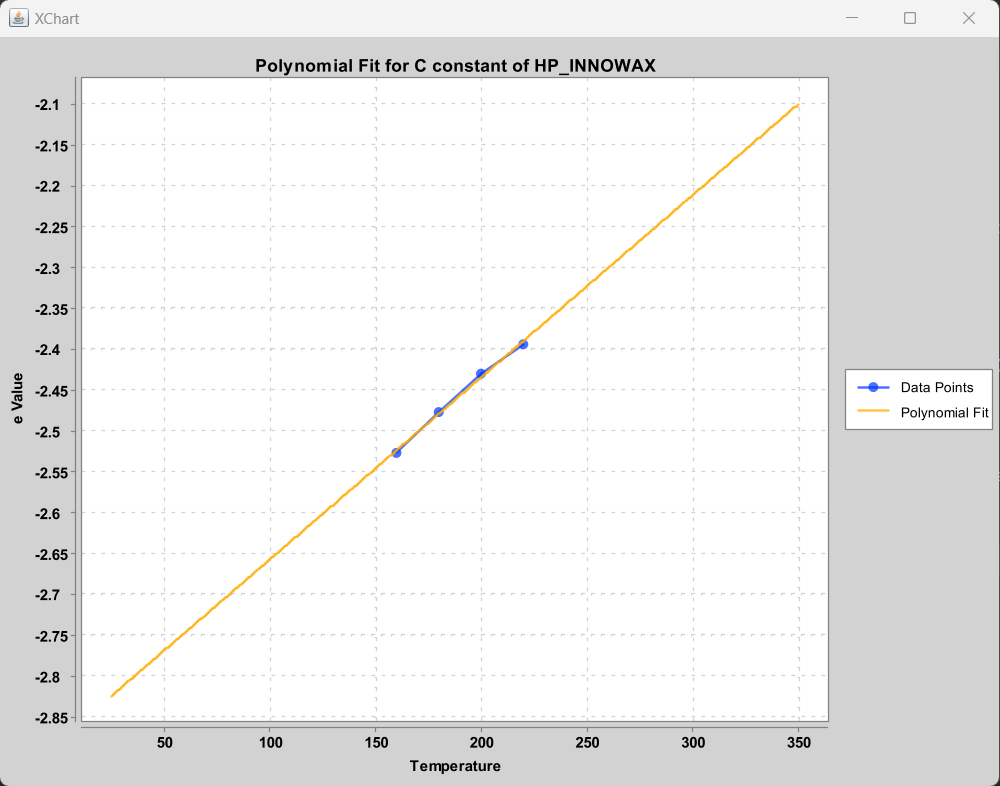 XChart
Polynomial Fit for C constant of HP_INNOWAX
-2.1
-2.15
-2.2
-2.25
-2.3
-2.35
-2.4
-2.45
-2.5
-2.55
-2.6
-2.65
-2.7
-2.75
-2.8
-2.85
e Value
50 100 150 200 250 300 350
Temperature
Data Points
Polynomial Fit